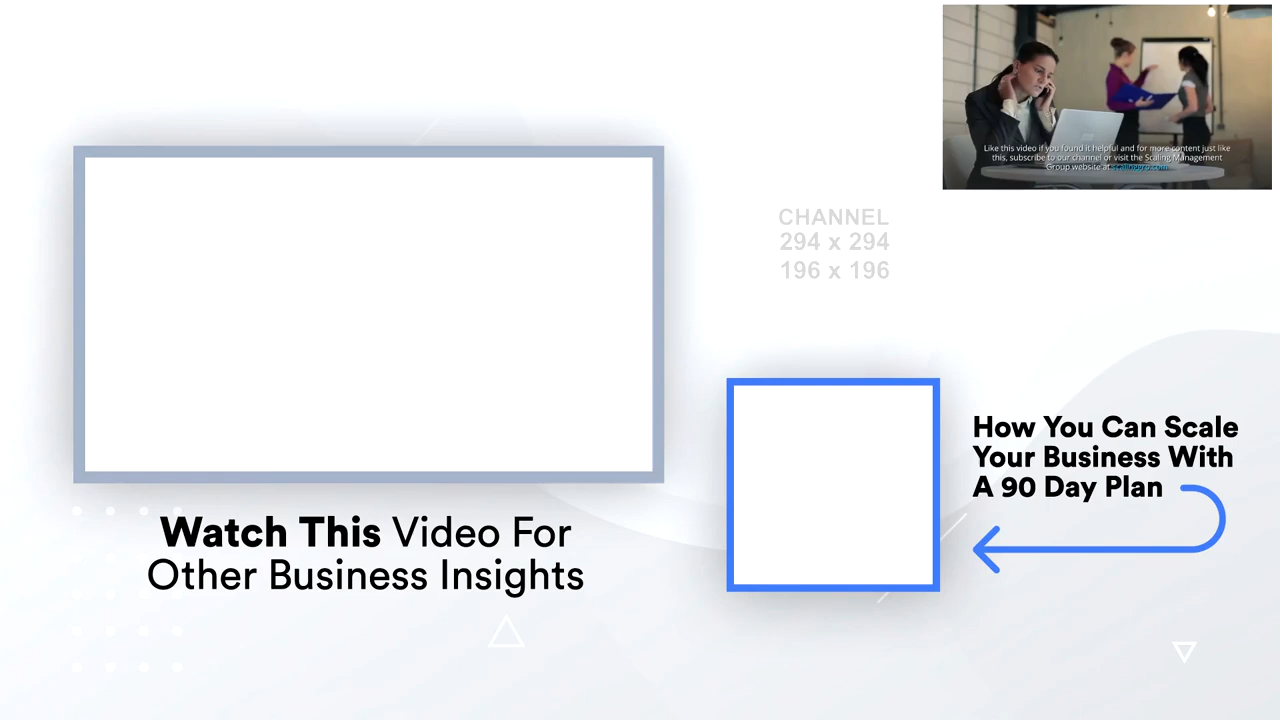 Like this video if you found it helpful and for more content just like
this, subscribe to our channel or visit the Scaling Management
Group website at scalingco.com
CHANNEL
294 x 294
196 x 196
How You Can Scale
Your Business With
A 90 Day Plan
Watch This Video For
Other Business Insights